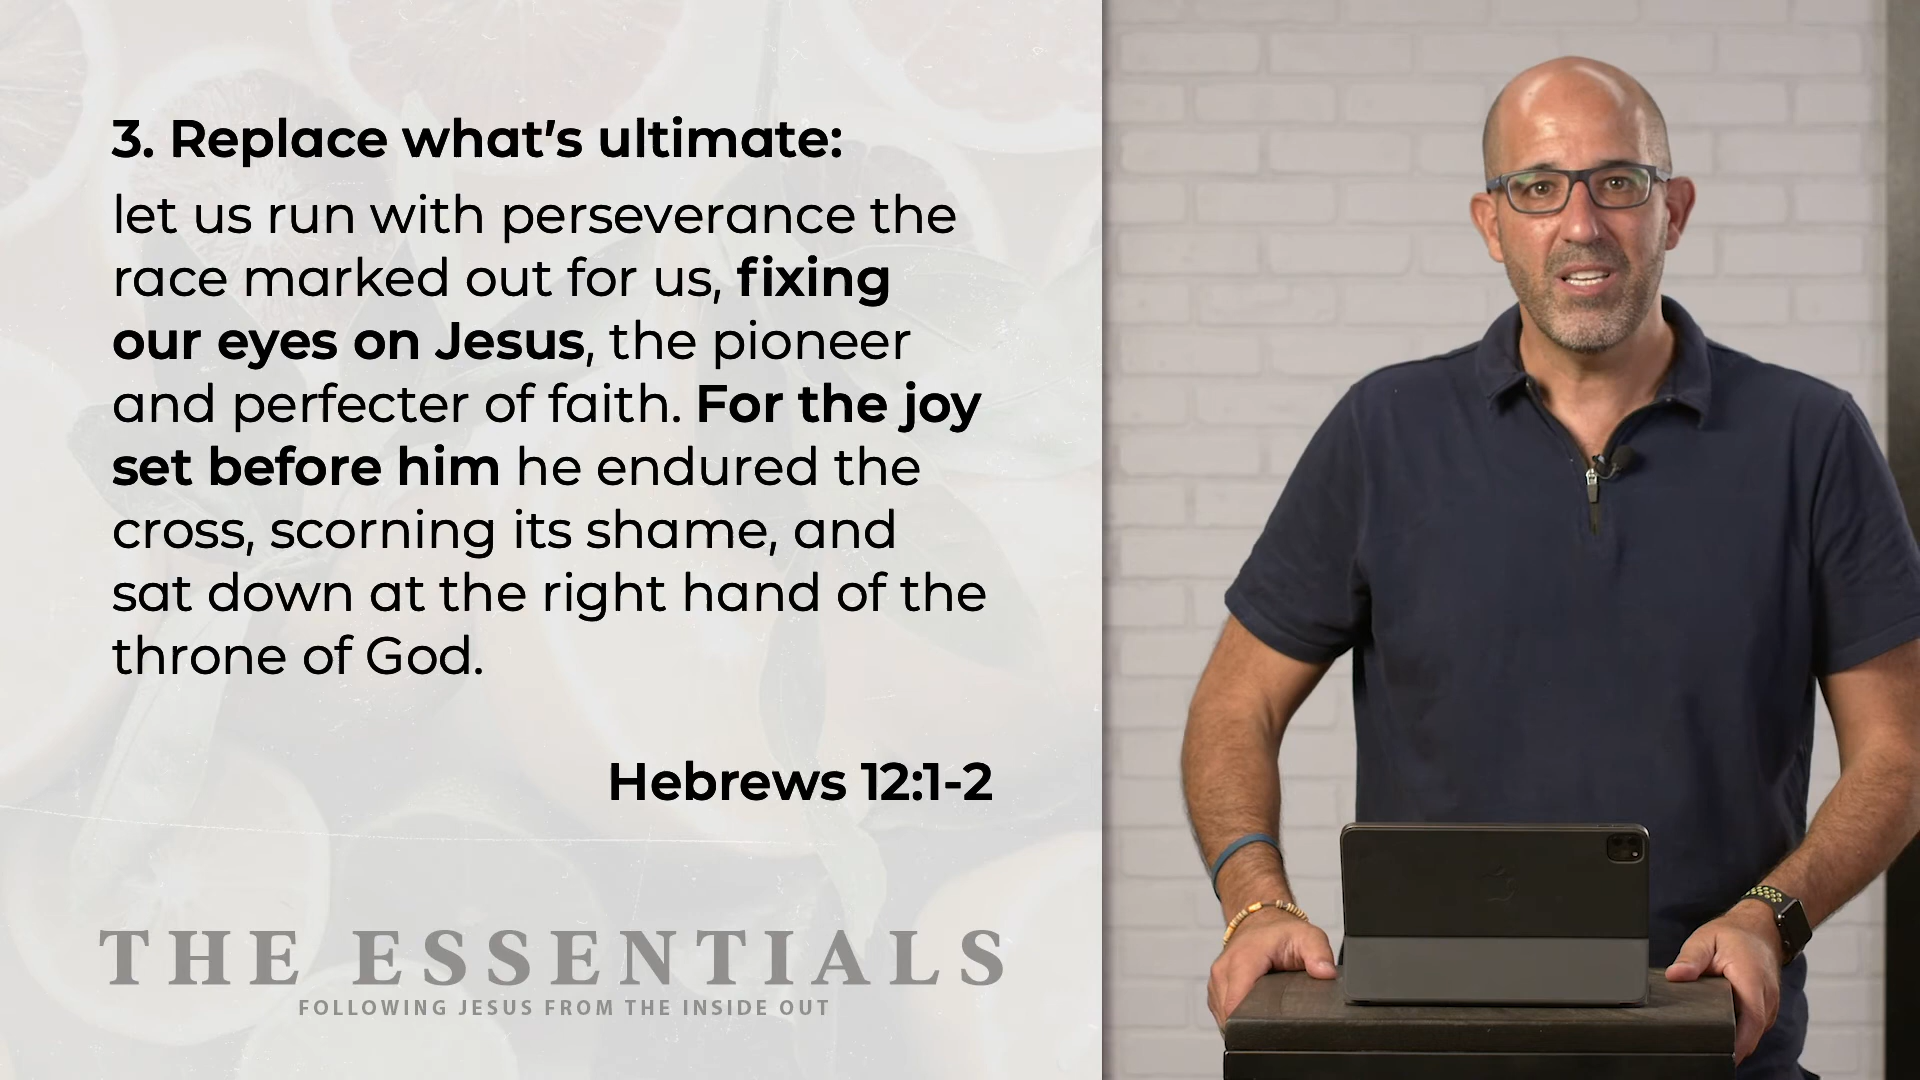 3. Replace what's ultimate:
let us run with perseverance the
race marked out for us, fixing
our eyes on Jesus, the pioneer
and perfecter of faith. For the joy
set before him he endured the
cross, scorning its shame, and
sat down at the right hand of the
throne of God.
Hebrews 12:1-2
THE ESSENTIALS
FOLLOWING JESUS FROM THE INSIDE OUT